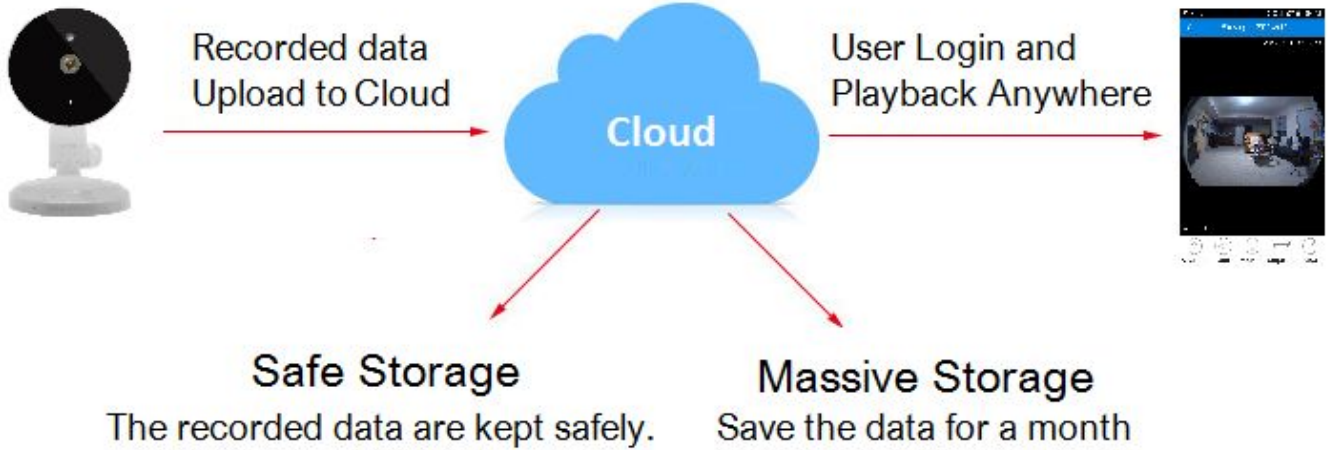 Recorded data
Upload to Cloud
Cloud
User Login and
Playback Anywhere
Safe Storage
The recorded data are kept safely.
Massive Storage
Save the data for a month